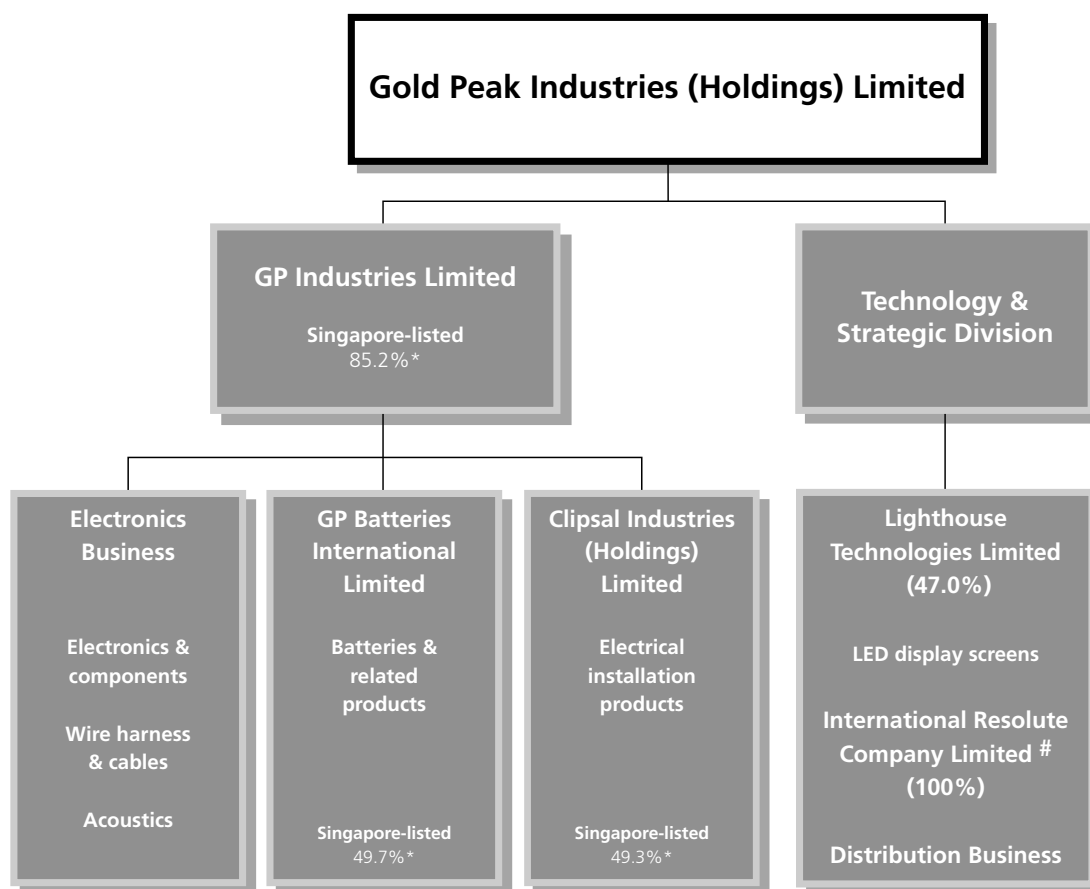 Gold Peak Industries (Holdings) Limited
GP Industries Limited
Singapore-listed
85.2%*
Technology &
Strategic Division
Electronics
Business
Electronics &
components
Wire harness
& cables
Acoustics
GP Batteries
International
Limited
Batteries &
related
products
Singapore-listed
49.7%*
Clipsal Industries
(Holdings)
Limited
Electrical
installation
products
Singapore-listed
49.3%*
Lighthouse
Technologies Limited
(47.0%)
LED display screens
International Resolute
Company Limited #
(100%)
Distribution Business